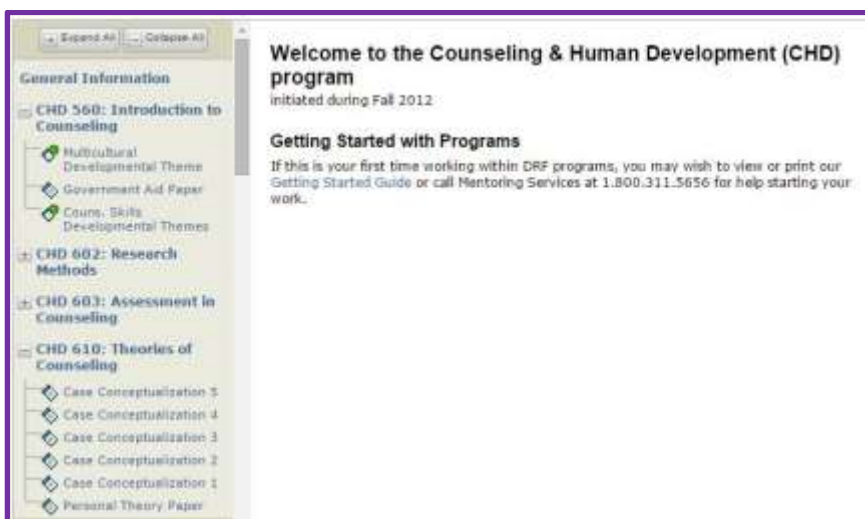 Expand All Collapse All
General Information
CHD 560: Introduction to
Counseling
Multicultural
Developmental Theme
Government Aid Paper
Couns. Skills
Developmental Themes
CHD 602: Research
Methods
CHD 603: Assessment in
Counseling
CHD 610: Theories of
Counseling
Case Conceptualization 5
Case Conceptualization 4
Case Conceptualization 3
Case Conceptualization 2
Case Conceptualization 1
Personal Theory Paper
Welcome to the Counseling & Human Development (CHD)
program
initiated during Fall 2012
Getting Started with Programs
If this is your first time working within DRF programs, you may wish to view or print our
Getting Started Guide or call Mentoring Services at 1.800.311.5656 for help starting your
work.